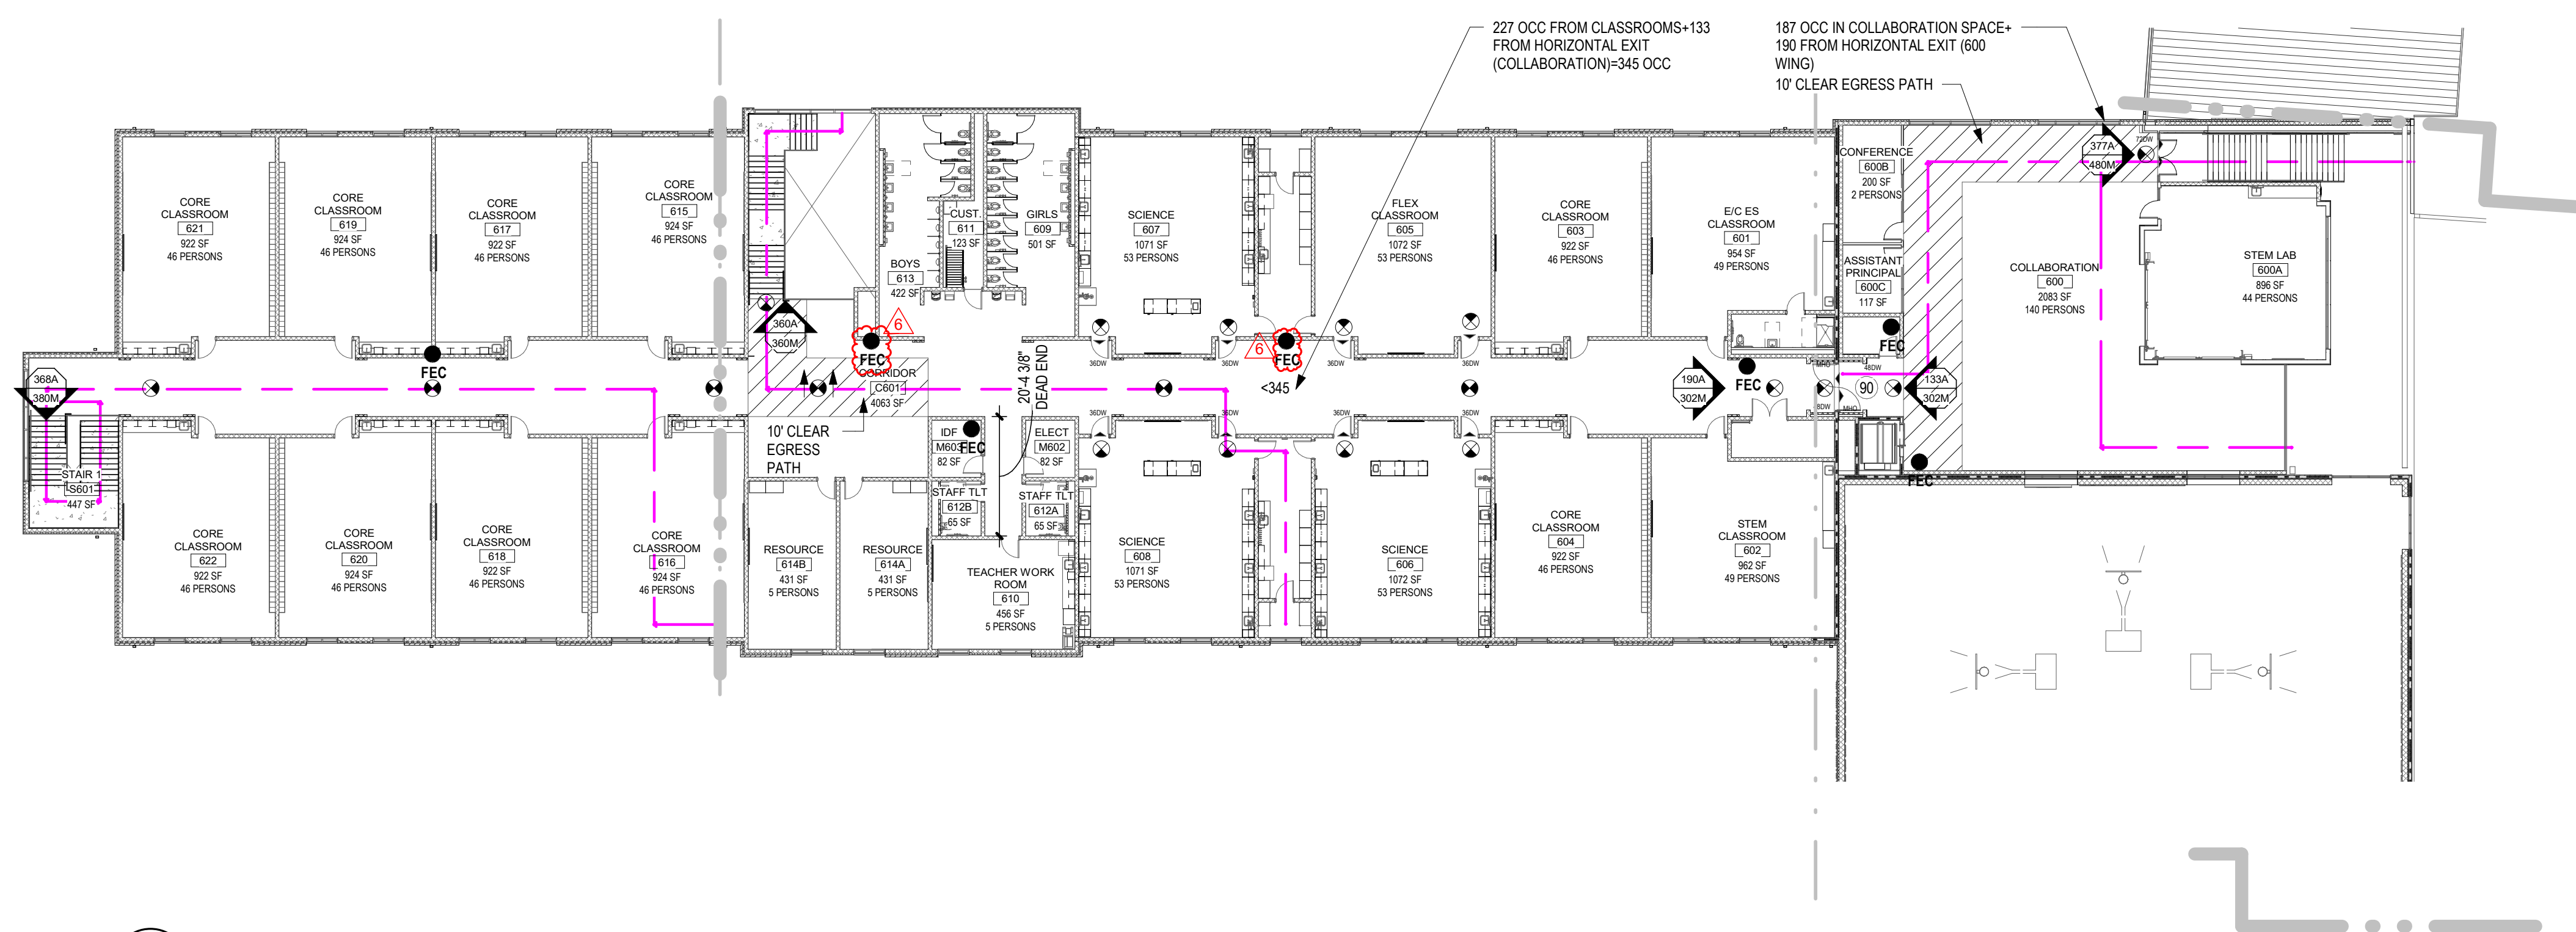 227 OCC FROM CLASSROOMS+133
FROM HORIZONTAL EXIT
(COLLABORATION)=345 OCC
187 OCC IN COLLABORATION SPACE+
190 FROM HORIZONTAL EXIT (600
WING)
10' CLEAR EGRESS PATH
CORE
CLASSROOM
621
922 SF
46 PERSONS
CORE
CLASSROOM
619
924 SF
46 PERSONS
CORE
CLASSROOM
617
922 SF
46 PERSONS
CORE
CLASSROOM
615
924 SF
46 PERSONS
BOYS
613
422 SF
CUST.
611
123 SF
GIRLS
609
501 SF
SCIENCE
607
1071 SF
53 PERSONS
FLEX
CLASSROOM
605
1072 SF
53 PERSONS
CORE
CLASSROOM
603
922 SF
46 PERSONS
E/C ES
CLASSROOM
601
954 SF
49 PERSONS
CONFERENCE
600B
200 SF
2 PERSONS
ASSISTANT
PRINCIPAL
600C
117 SF
COLLABORATION
600
2083 SF
140 PERSONS
STEM LAB
600A
896 SF
44 PERSONS
377A
480M
72DW
360A
360M
6
FEC
6
FEC
FEC
FEC
368A
380M
FEC
CORRIDOR
C601
4063 SF
20'-4 3/8"
DEAD END
36DW
36DW
36DW
36DW
<345
190A
302M
FEC
MHO
48DW
90
8DW
MHO
133A
302M
10' CLEAR
EGRESS
PATH
36DW
36DW
36DW
36DW
IDF
M603
82 SF
FEC
ELECT
M602
82 SF
STAIR 1
S601
447 SF
STAFF TLT
612B
65 SF
STAFF TLT
612A
65 SF
CORE
CLASSROOM
622
922 SF
46 PERSONS
CORE
CLASSROOM
620
924 SF
46 PERSONS
CORE
CLASSROOM
618
922 SF
46 PERSONS
CORE
CLASSROOM
616
924 SF
46 PERSONS
RESOURCE
614B
431 SF
5 PERSONS
RESOURCE
614A
431 SF
5 PERSONS
TEACHER WORK
ROOM
610
456 SF
5 PERSONS
SCIENCE
608
1071 SF
53 PERSONS
SCIENCE
606
1072 SF
53 PERSONS
CORE
CLASSROOM
604
922 SF
46 PERSONS
STEM
CLASSROOM
602
962 SF
49 PERSONS